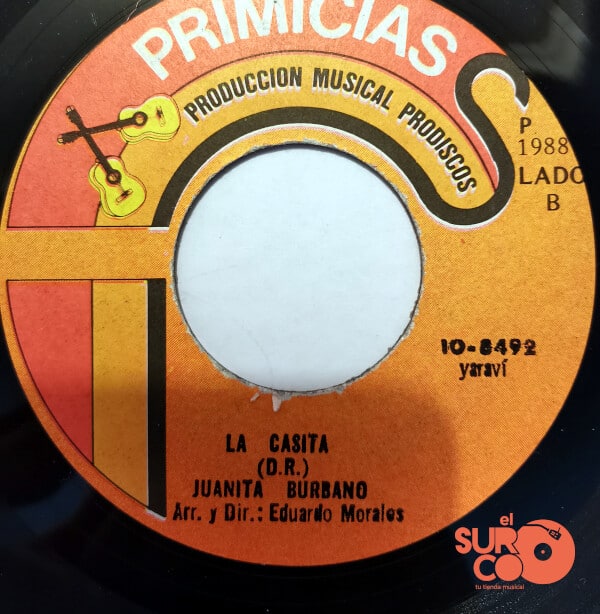 PRIMICIAS
PRODUCCION MUSICAL PRODISCOS
P
1988
LADO
B
10-8492
yaraví
LA CASITA
(D.R.)
JUANITA BURBANO
Arr. y Dir.: Eduardo Morales
el
SURCO
tu tienda musical